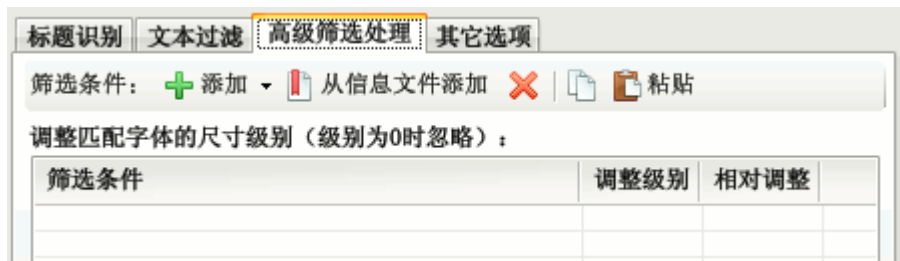 标题识别 文本过滤 高级筛选处理 其它选项
筛选条件： 添加 从信息文件添加 粘贴
调整匹配字体的尺寸级别（级别为0时忽略）：
筛选条件 调整级别 相对调整